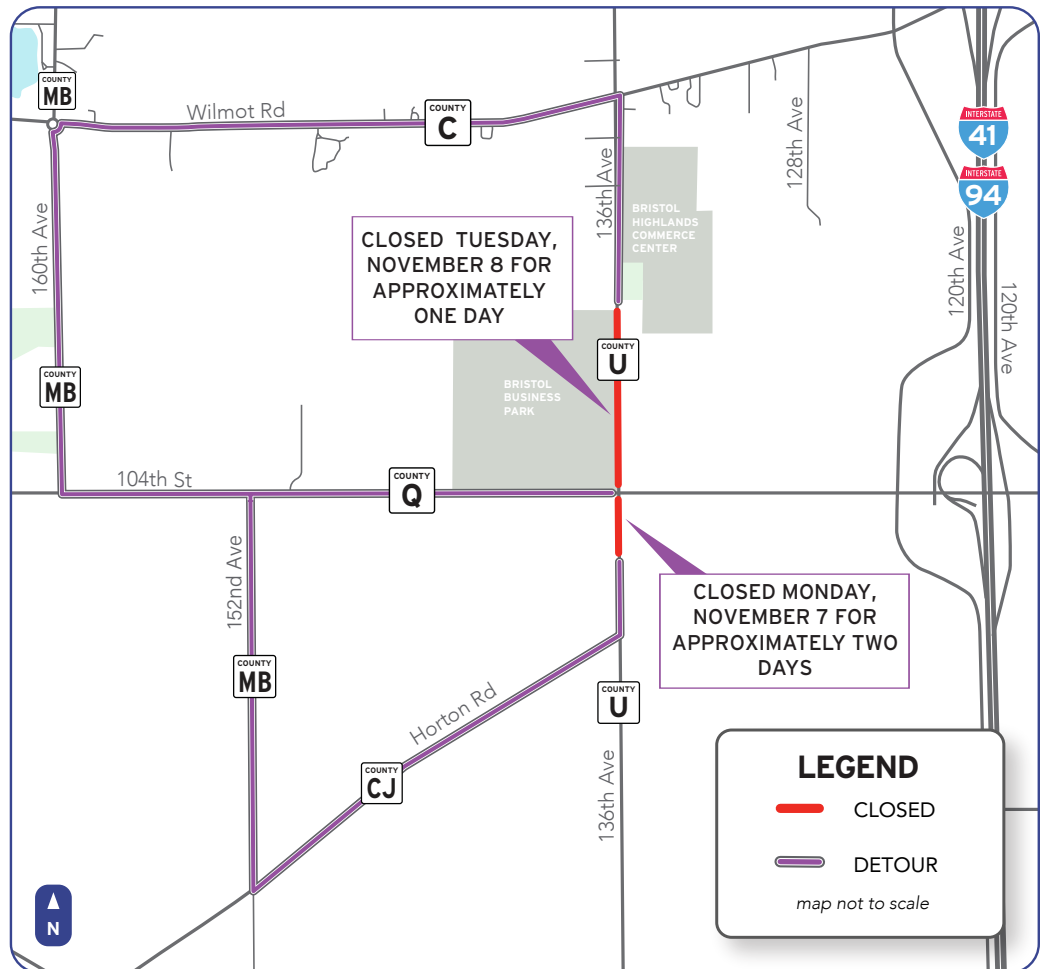 COUNTY
MB
Wilmot Rd
COUNTY
C
INTERSTATE
41
INTERSTATE
94
128th Ave
136th Ave
160th Ave
BRISTOL
HIGHLANDS
COMMERCE
CENTER
120th Ave
120th Ave
CLOSED TUESDAY,
NOVEMBER 8 FOR
APPROXIMATELY
ONE DAY
COUNTY
U
COUNTY
MB
BRISTOL
BUSINESS
PARK
104th St
COUNTY
Q
152nd Ave
CLOSED MONDAY,
NOVEMBER 7 FOR
APPROXIMATELY TWO
DAYS
COUNTY
MB
COUNTY
U
Horton Rd
COUNTY
CJ
136th Ave
LEGEND
CLOSED
DETOUR
map not to scale
N